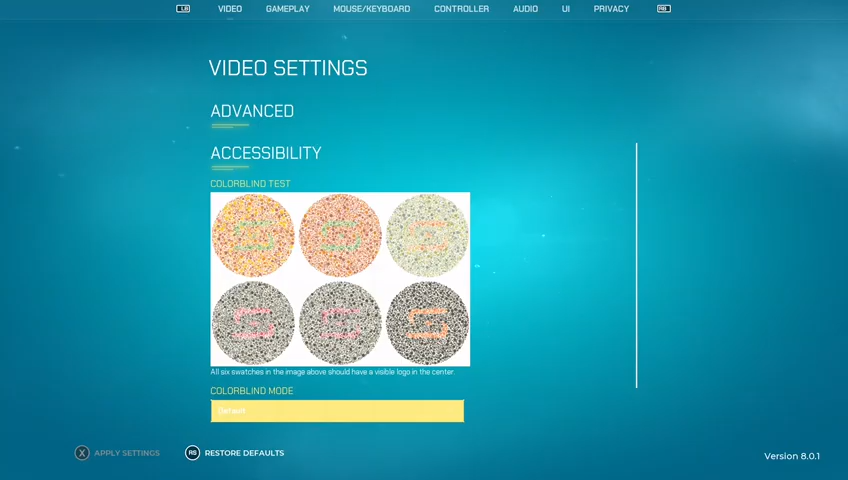 LB VIDEO GAMEPLAY MOUSE/KEYBOARD CONTROLLER AUDIO UI PRIVACY RB
VIDEO SETTINGS
ADVANCED
ACCESSIBILITY
COLORBLIND TEST
All six swatches in the image above should have a visible logo in the center.
COLORBLIND MODE
Default
X APPLY SETTINGS RS RESTORE DEFAULTS
Version 8.0.1